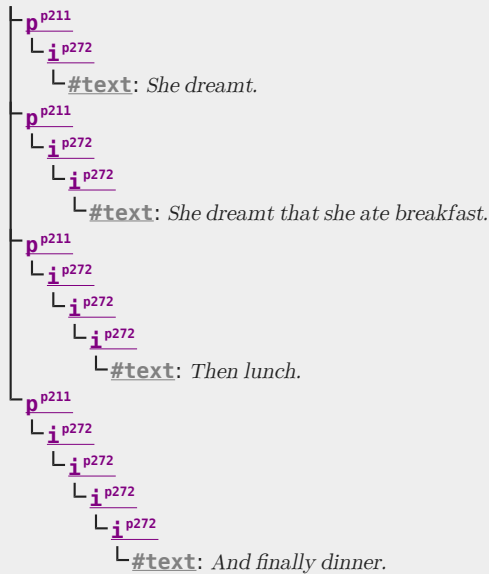 p p211
i p272
#text: She dreamt.
p p211
i p272
i p272
#text: She dreamt that she ate breakfast.
p p211
i p272
i p272
i p272
#text: Then lunch.
p p211
i p272
i p272
i p272
i p272
#text: And finally dinner.